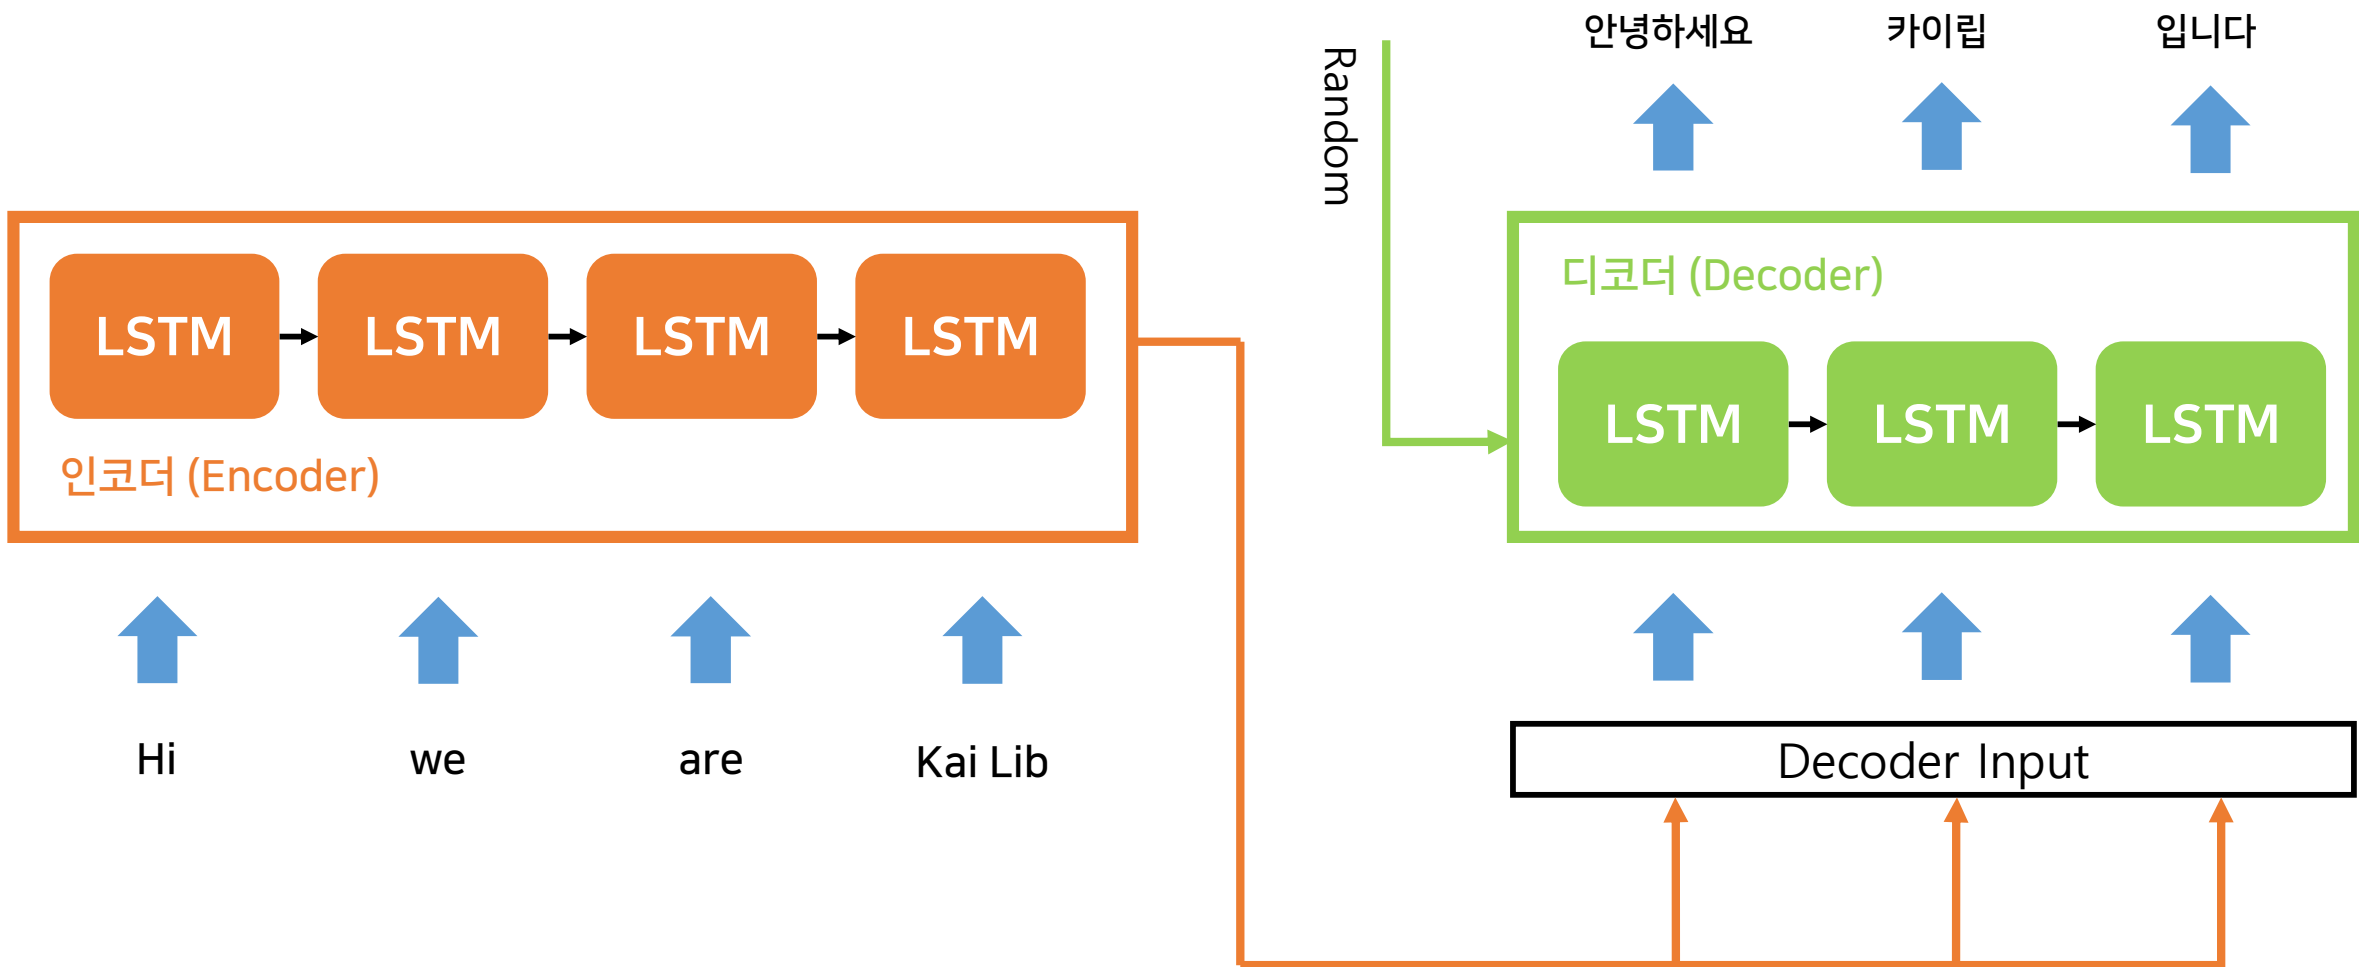 LSTM
LSTM
LSTM
LSTM
인코더 (Encoder)
Hi
we
are
Kai Lib
Random
안녕하세요
카이립
입니다
디코더 (Decoder)
LSTM
LSTM
LSTM
Decoder Input